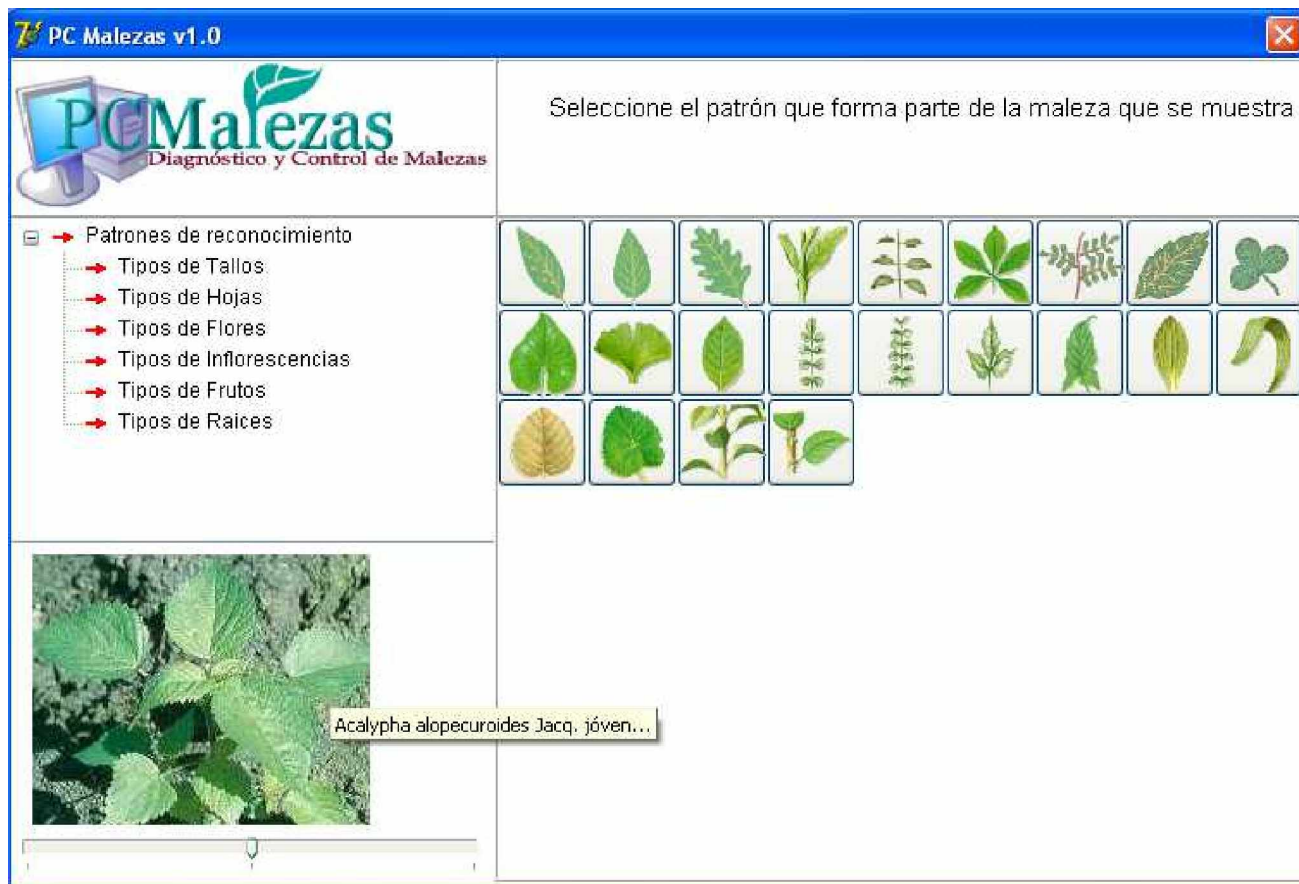 PC Malezas v1.0
PCMalezas
Diagnóstico y Control de Malezas
Seleccione el patrón que forma parte de la maleza que se muestra
Patrones de reconocimiento
Tipos de Tallos
Tipos de Hojas
Tipos de Flores
Tipos de Inflorescencias
Tipos de Frutos
Tipos de Raices
Acalypha alopecuroides Jacq. jóven...